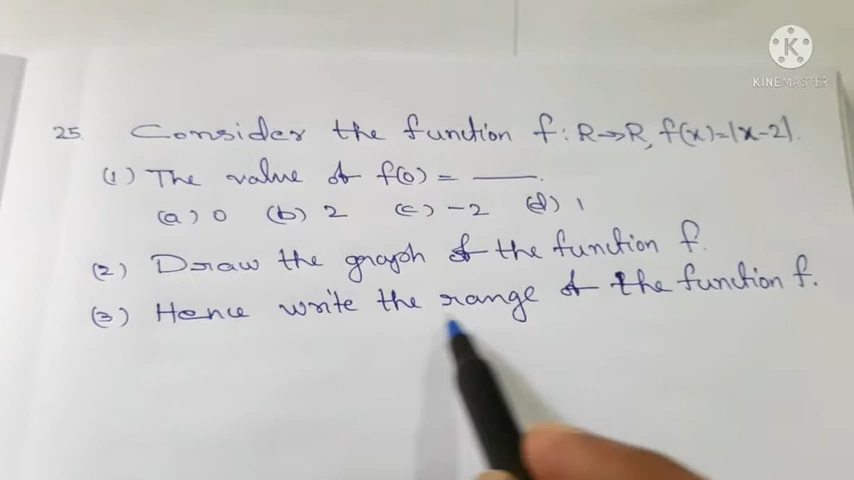 K
KINEMASTER
25. Consider the function f: R→R, f(x)=|x-2|.
(1) The value of f(0) = ____.
(a) 0 (b) 2 (c) -2 (d) 1
(2) Draw the graph of the function f.
(3) Hence write the range of the function f.